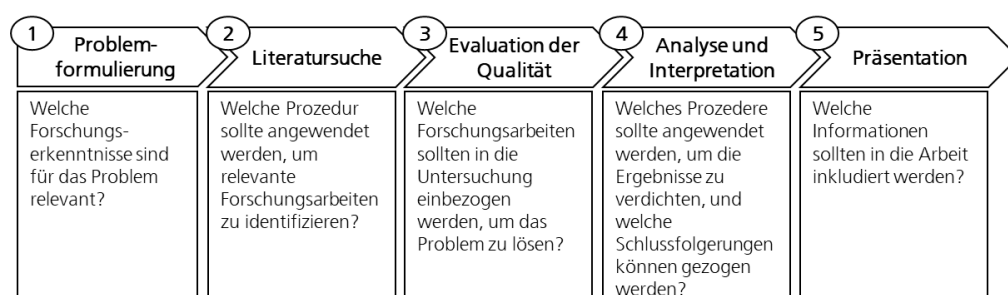 1
Problem-
formulierung
2
Literatursuche
3
Evaluation der
Qualität
4
Analyse und
Interpretation
5
Präsentation
Welche
Forschungs-
erkenntnisse sind
für das Problem
relevant?
Welche Prozedur
sollte angewendet
werden, um
relevante
Forschungsarbeiten
zu identifizieren?
Welche
Forschungsarbeiten
sollten in die
Untersuchung
einbezogen
werden, um das
Problem zu lösen?
Welches Prozedere
sollte angewendet
werden, um die
Ergebnisse zu
verdichten, und
welche
Schlussfolgerungen
können gezogen
werden?
Welche
Informationen
sollten in die Arbeit
inkludiert werden?